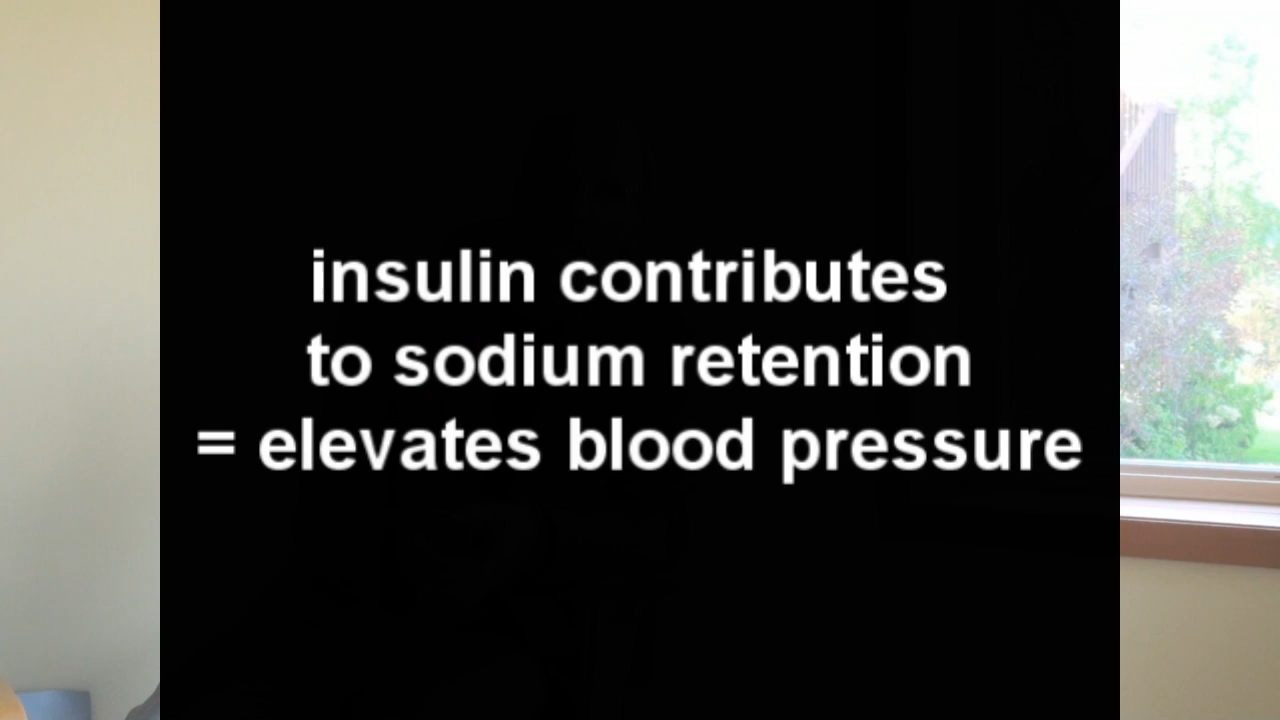 insulin contributes
to sodium retention
= elevates blood pressure